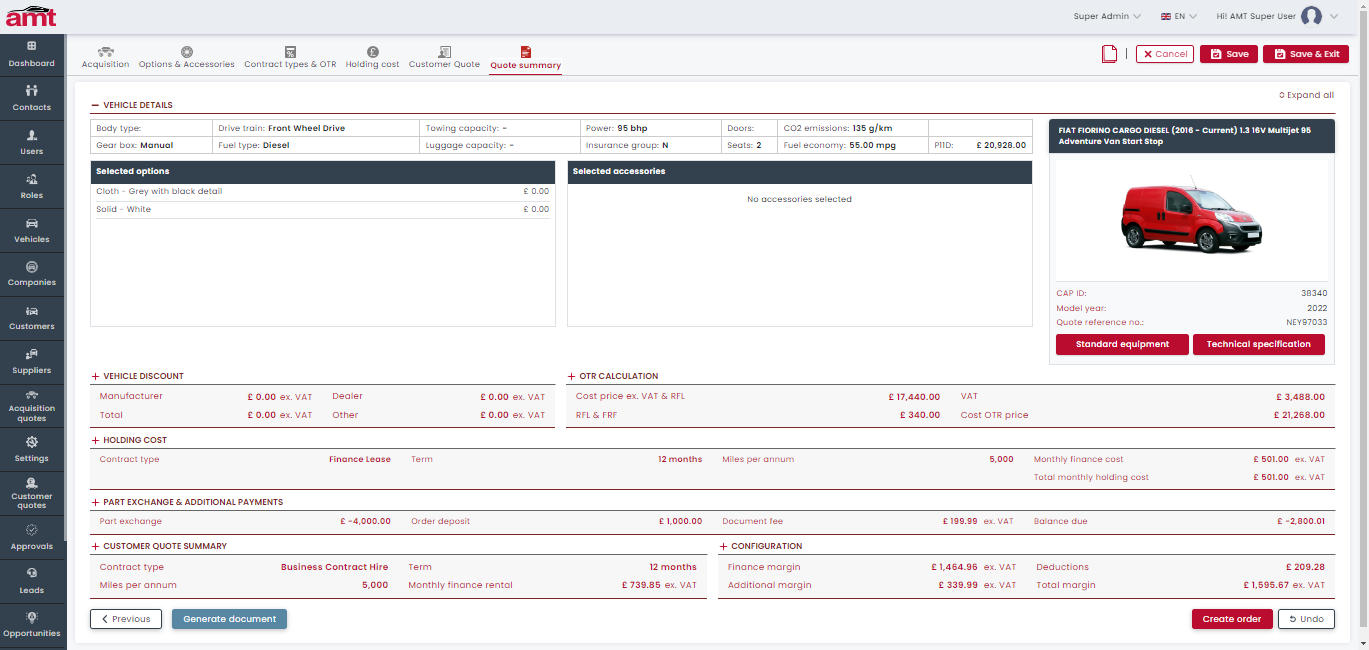 amt
Super Admin
EN
Hi! AMT Super User
Dashboard
Contacts
Users
Roles
Vehicles
Companies
Customers
Suppliers
Acquisition
quotes
Settings
Customer
quotes
Approvals
Leads
Opportunities
Acquisition
Options & Accessories
Contract types & OTR
Holding cost
Customer Quote
Quote summary
Cancel
Save
Save & Exit
Expand all
VEHICLE DETAILS
Body type:
Drive train: Front Wheel Drive
Towing capacity: -
Power: 95 bhp
Doors:
CO2 emissions: 135 g/km
Gear box: Manual
Fuel type: Diesel
Luggage capacity: -
Insurance group: N
Seats: 2
Fuel economy: 55.00 mpg
P11D: £ 20,928.00
Selected options
Cloth - Grey with black detail £ 0.00
Solid - White £ 0.00
Selected accessories
No accessories selected
FIAT FIORINO CARGO DIESEL (2016 - Current) 1.3 16V Multijet 95
Adventure Van Start Stop
CAP ID: 38340
Model year: 2022
Quote reference no.: NEY97033
Standard equipment
Technical specification
VEHICLE DISCOUNT
Manufacturer £ 0.00 ex. VAT Dealer £ 0.00 ex. VAT
Total £ 0.00 ex. VAT Other £ 0.00 ex. VAT
OTR CALCULATION
Cost price ex. VAT & RFL £ 17,440.00 VAT £ 3,488.00
RFL & FRF £ 340.00 Cost OTR price £ 21,268.00
HOLDING COST
Contract type Finance Lease Term 12 months Miles per annum 5,000 Monthly finance cost £ 501.00 ex. VAT
Total monthly holding cost £ 501.00 ex. VAT
PART EXCHANGE & ADDITIONAL PAYMENTS
Part exchange £ -4,000.00 Order deposit £ 1,000.00 Document fee £ 199.99 ex. VAT Balance due £ -2,800.01
CUSTOMER QUOTE SUMMARY
Contract type Business Contract Hire Term 12 months
Miles per annum 5,000 Monthly finance rental £ 739.85 ex. VAT
CONFIGURATION
Finance margin £ 1,464.96 ex. VAT Deductions £ 209.28
Additional margin £ 339.99 ex. VAT Total margin £ 1,595.67 ex. VAT
Previous
Generate document
Create order
Undo